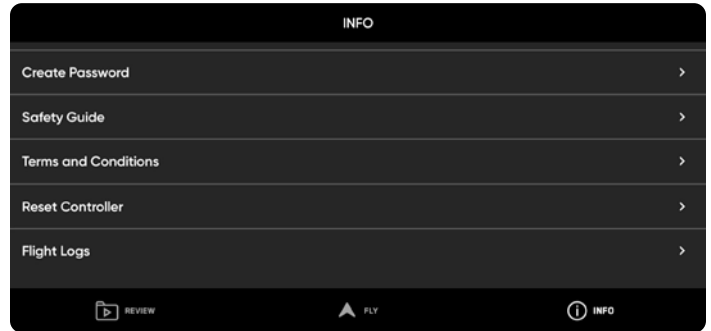 INFO
Create Password
Safety Guide
Terms and Conditions
Reset Controller
Flight Logs
REVIEW FLY INFO